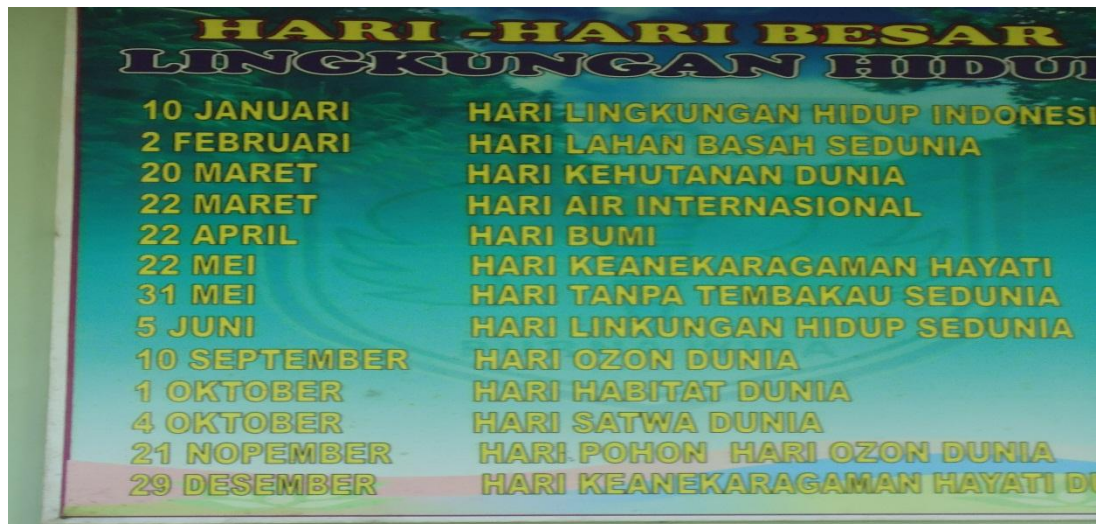 HARI -HARI BESAR
LINGKUNGAN
10 JANUARI HARI LINGKUNGAN HIDUP
2 FEBRUARI HARI LAHAN BASAH SEDUNIA
20 MARET HARI KEHUTANAN DUNIA
22 MARET HARI AIR INTERNASIONAL
22 APRIL HARI BUMI
22 MEI HARI KEANEKARAGAMAN HAYATI
31 MEI HARI TANPA TEMBAKAU SEDUNIA
5 JUNI HARI LINKUNGAN HIDUP SEDUNIA
10 SEPTEMBER HARI OZON DUNIA
1 OKTOBER HARI HABITAT DUNIA
4 OKTOBER HARI SATWA DUNIA
21 NOPEMBER HARI POHON HARI OZON DUNIA
29 DESEMBER HARI KEANEKARAGAMAN HAYATI